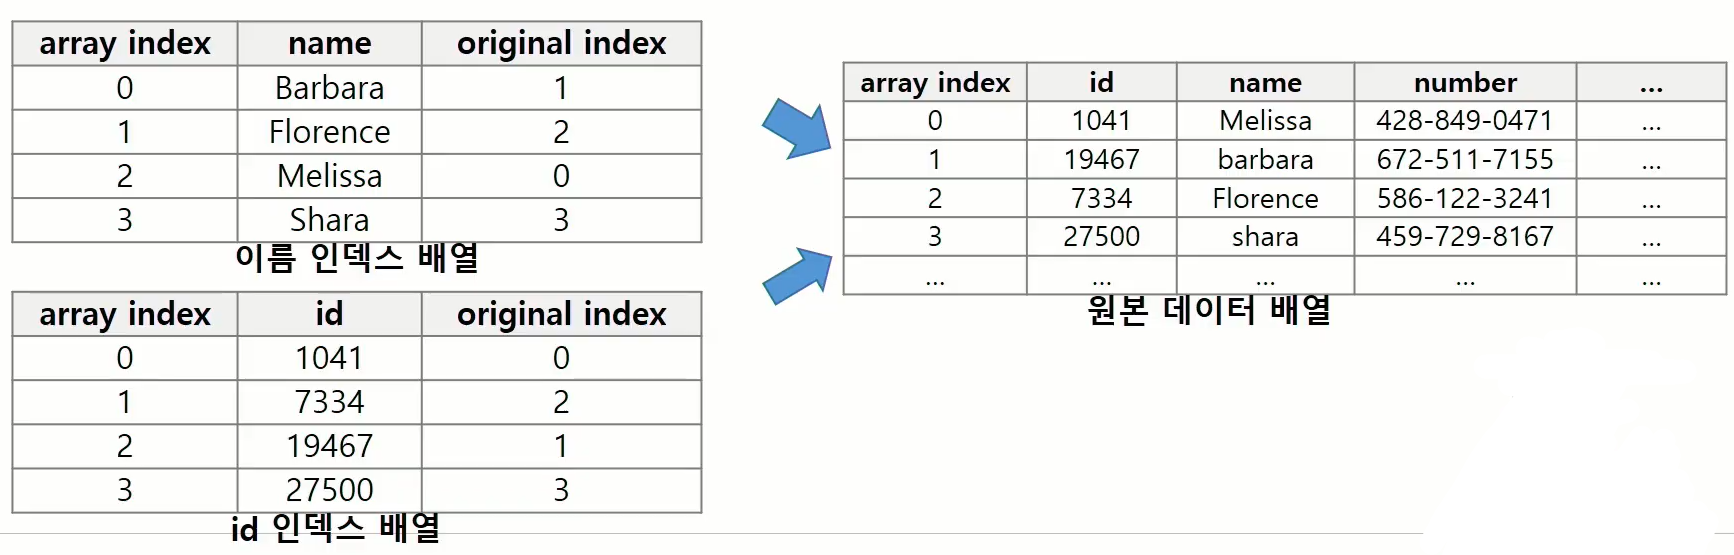 array index name original index
0 Barbara 1
1 Florence 2
2 Melissa 0
3 Shara 3
이름 인덱스 배열
array index id original index
0 1041 0
1 7334 2
2 19467 1
3 27500 3
id 인덱스 배열
array index id name number ...
0 1041 Melissa 428-849-0471 ...
1 19467 barbara 672-511-7155 ...
2 7334 Florence 586-122-3241 ...
3 27500 shara 459-729-8167 ...
... ... ... ... ...
원본 데이터 배열